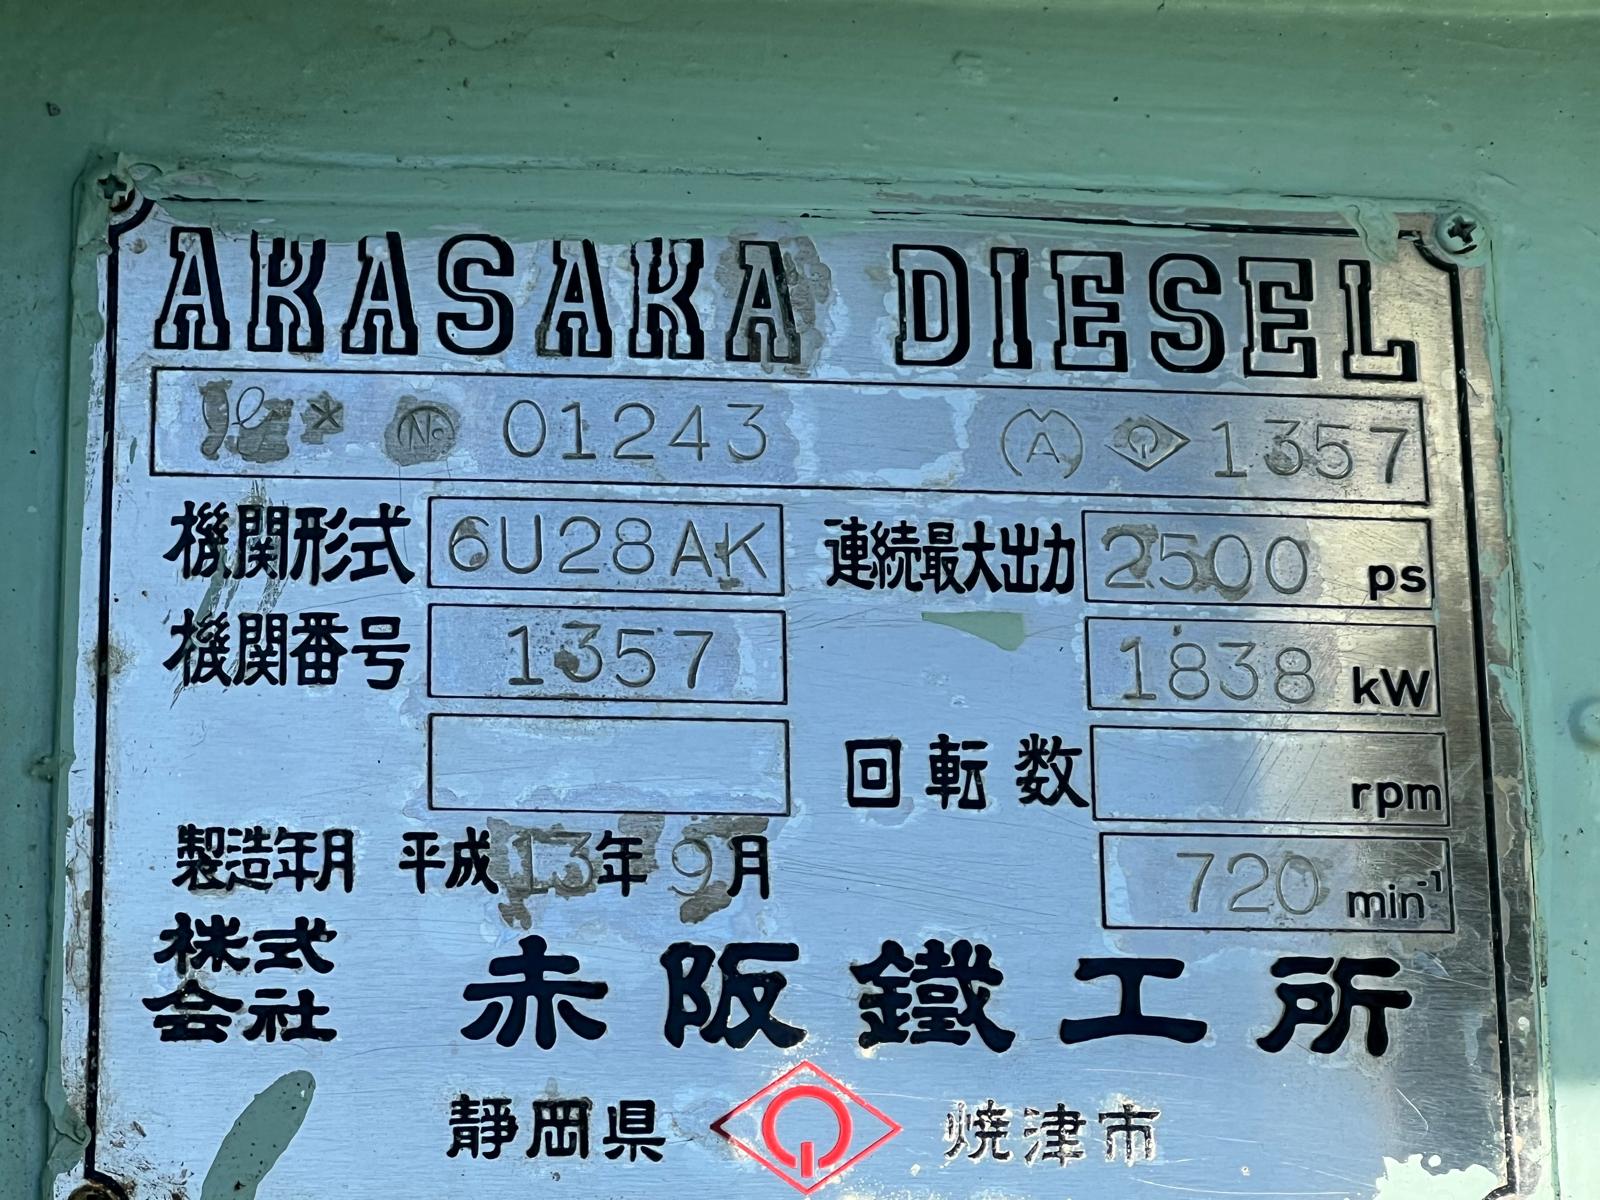 AKASAKA DIESEL
No 01243 MA 1357
機関形式 6U28AK 連続最大出力 2500 ps
機関番号 1357 1838 kW
回転数 rpm
製造年月 平成13年9月 720 min-1
株式会社 赤阪鐵工所
静岡県 焼津市